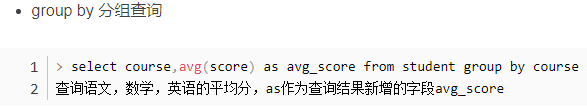 group by 分组查询
1 > select course,avg(score) as avg_score from student group by course
2 查询语文，数学，英语的平均分，as作为查询结果新增的字段avg_score